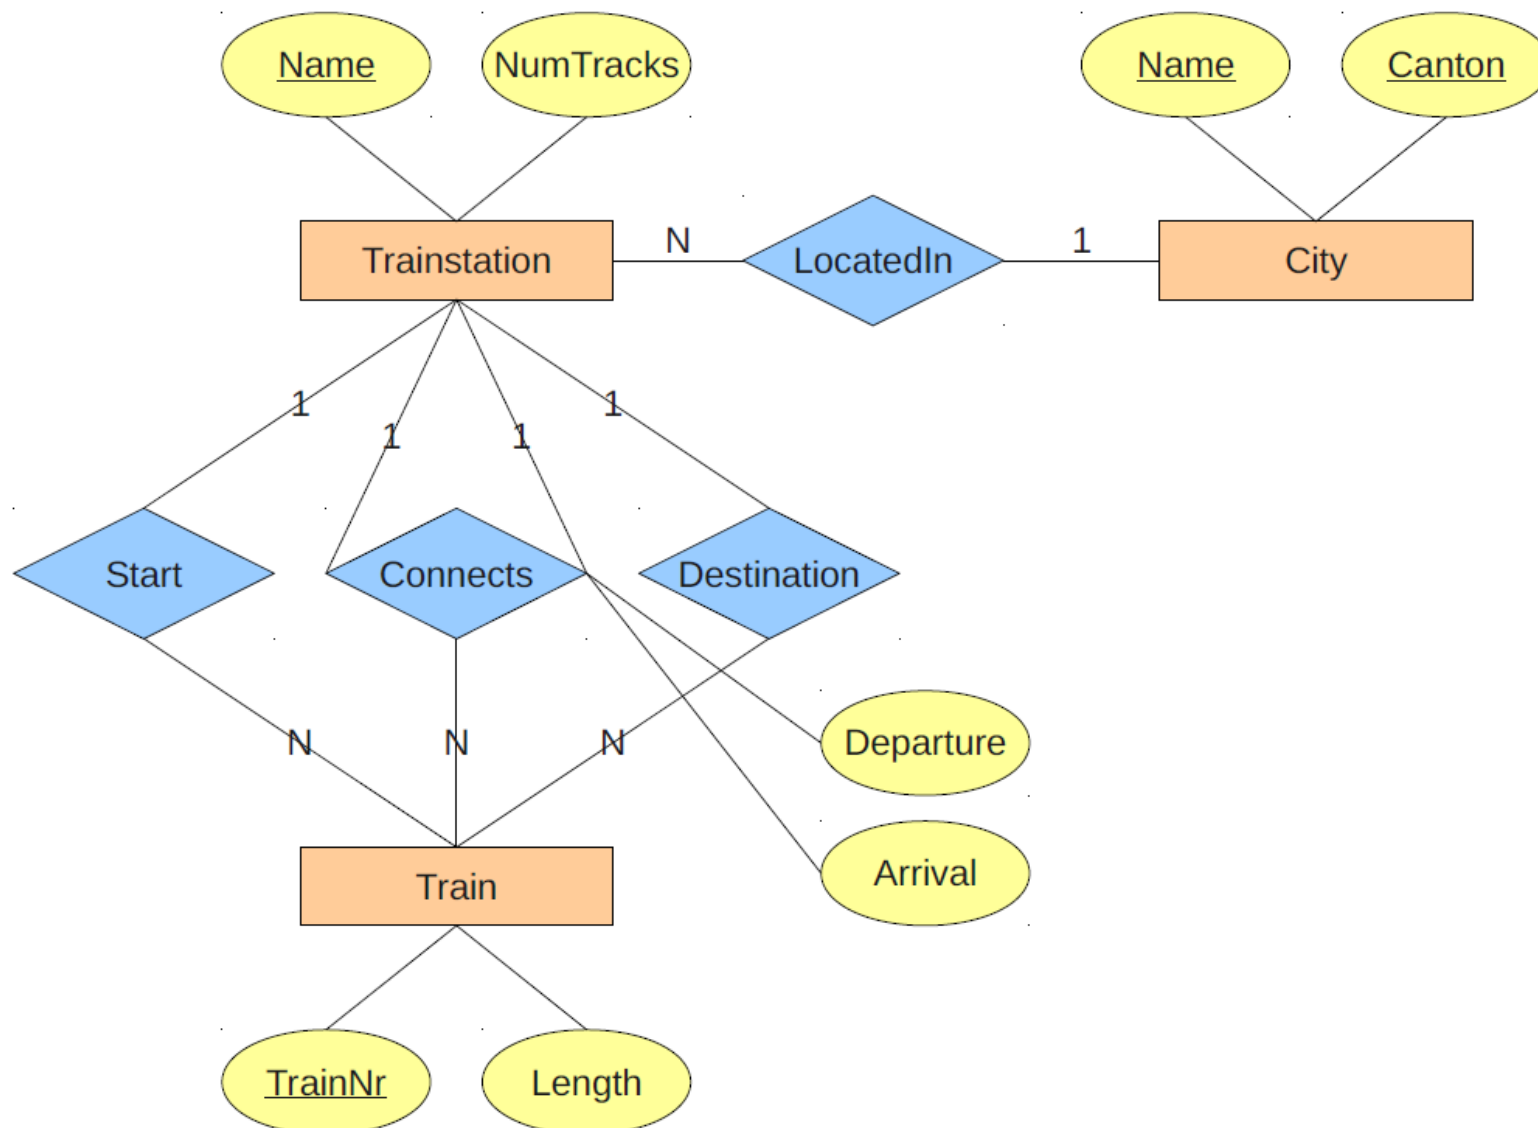 Name
NumTracks
Name
Canton
Trainstation
N
LocatedIn
1
City
1
1
1
1
Start
Connects
Destination
N
N
N
Departure
Arrival
Train
TrainNr
Length